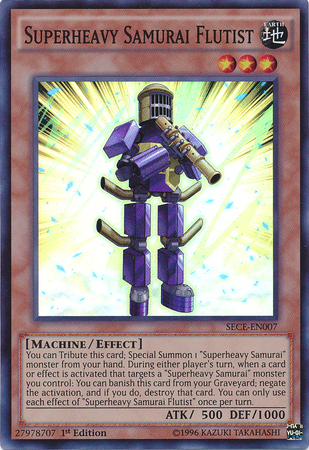 Superheavy Samurai Flutist
EARTH
地
SECE-EN007
[Machine / Effect]
You can Tribute this card; Special Summon 1 "Superheavy Samurai"
monster from your hand. During either player's turn, when a card
or effect is activated that targets a "Superheavy Samurai" monster
you control: You can banish this card from your Graveyard; negate
the activation, and if you do, destroy that card. You can only use
each effect of "Superheavy Samurai Flutist" once per turn.
ATK/ 500 DEF/1000
27978707 1st Edition ©1996 KAZUKI TAKAHASHI